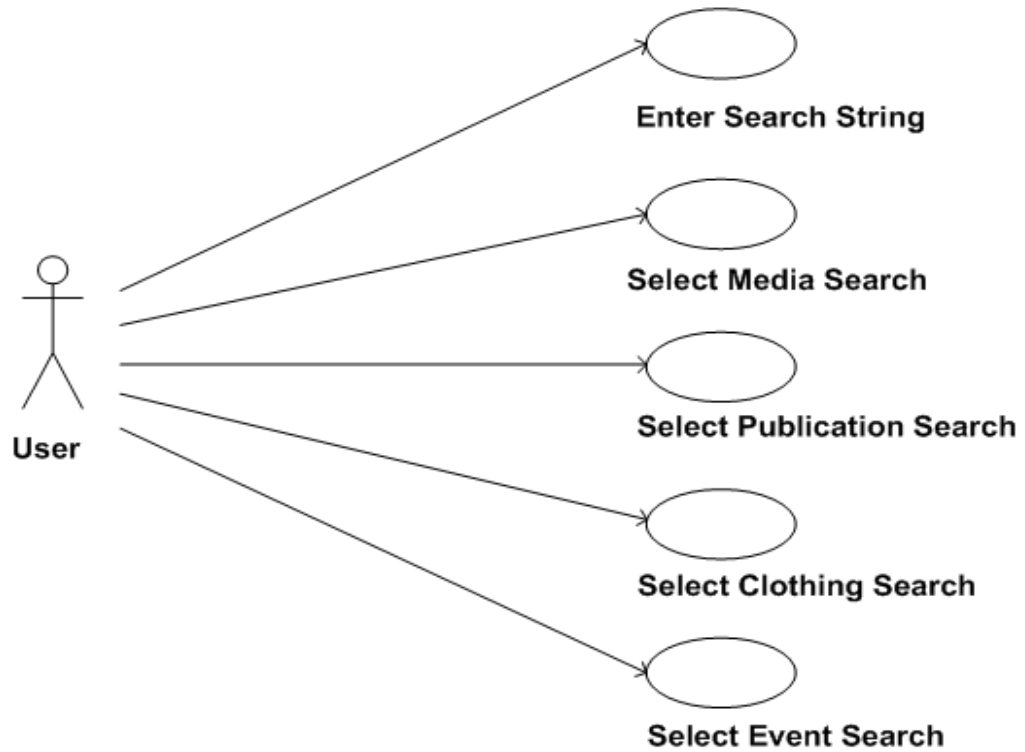 Enter Search String
Select Media Search
Select Publication Search
User
Select Clothing Search
Select Event Search